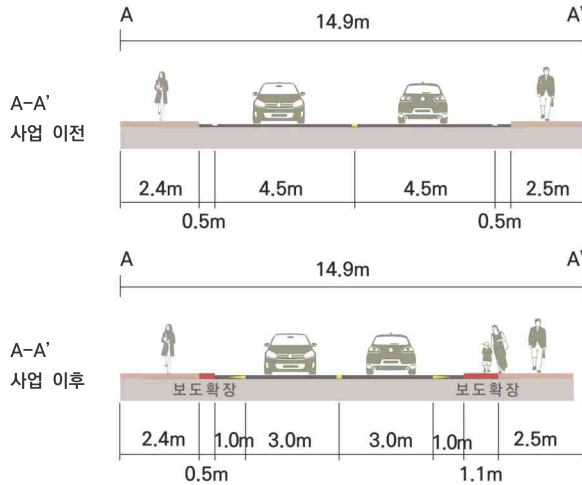 A A'
14.9m
A-A'
사업 이전
2.4m 4.5m 4.5m 2.5m
0.5m 0.5m
A A'
14.9m
A-A'
사업 이후
보도확장 보도확장
2.4m 1.0m 3.0m 3.0m 1.0m 2.5m
0.5m 1.1m